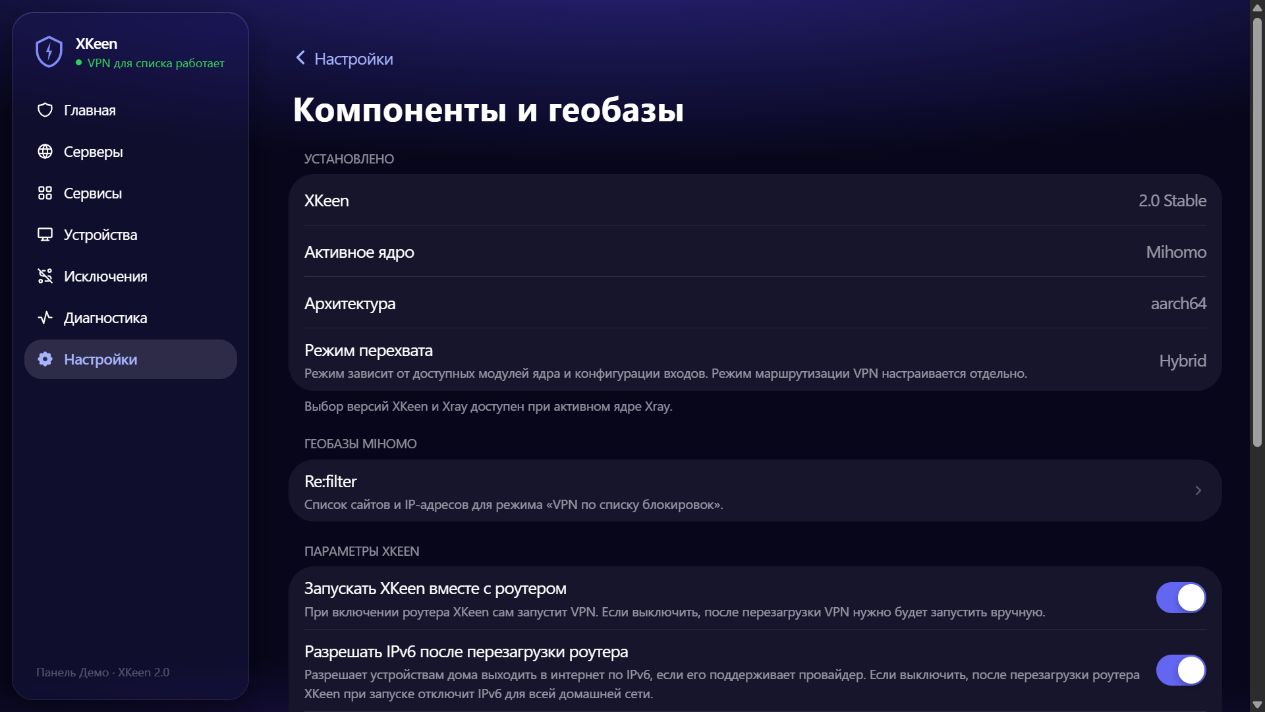 XKeen
VPN для списка работает
Главная
Серверы
Сервисы
Устройства
Исключения
Диагностика
Настройки
Панель Демо · XKeen 2.0
Настройки
Компоненты и геобазы
УСТАНОВЛЕНО
XKeen 2.0 Stable
Активное ядро Mihomo
Архитектура aarch64
Режим перехвата
Режим зависит от доступных модулей ядра и конфигурации входов. Режим маршрутизации VPN настраивается отдельно.
Hybrid
Выбор версий XKeen и Xray доступен при активном ядре Xray.
ГЕОБАЗЫ MIHOMO
Re:filter
Список сайтов и IP-адресов для режима «VPN по списку блокировок».
ПАРАМЕТРЫ XKEEN
Запускать XKeen вместе с роутером
При включении роутера XKeen сам запустит VPN. Если выключить, после перезагрузки VPN нужно будет запустить вручную.
Разрешать IPv6 после перезагрузки роутера
Разрешает устройствам дома выходить в интернет по IPv6, если его поддерживает провайдер. Если выключить, после перезагрузки роутера
XKeen при запуске отключит IPv6 для всей домашней сети.